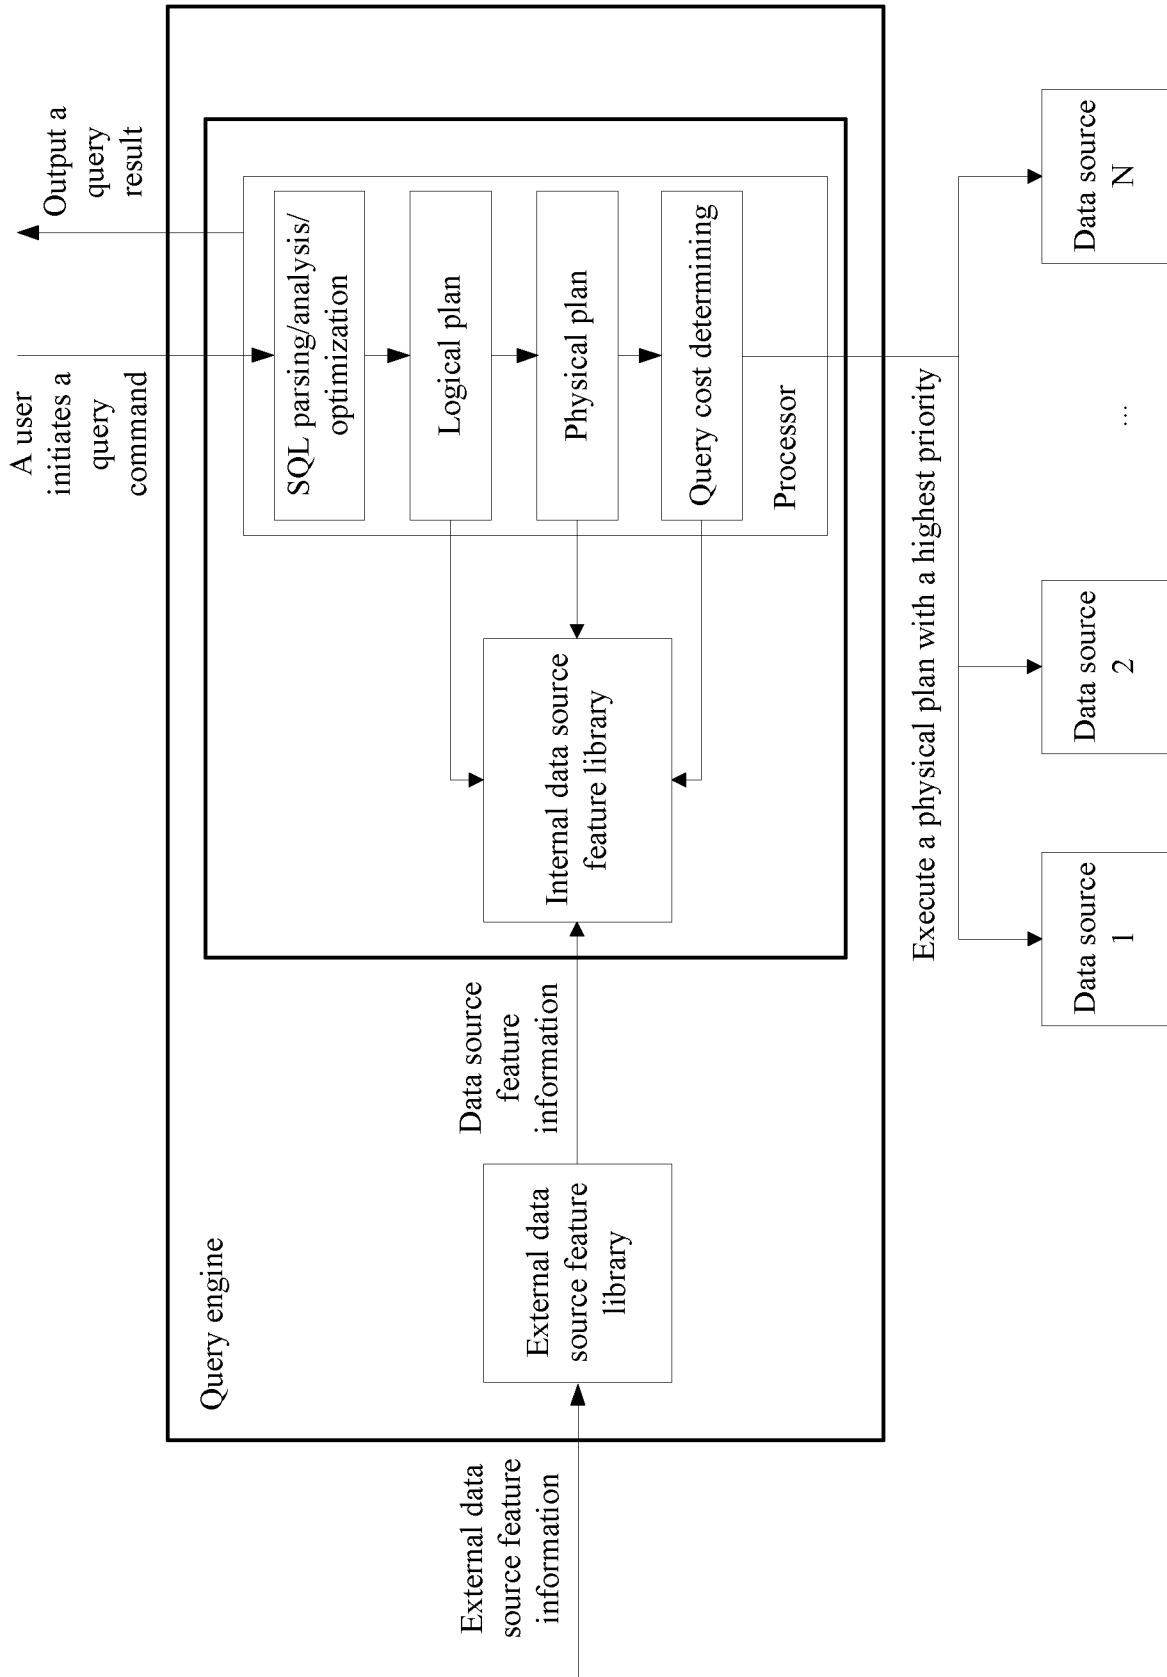 A user
initiates a
query
command
Output a
query
result
Query engine
SQL parsing/analysis/
optimization
Logical plan
Physical plan
Query cost determining
Processor
External data
source feature
information
External data
source feature
library
Data source
feature
information
Internal data source
feature library
Execute a physical plan with a highest priority
Data source
1
Data source
2
...
Data source
N